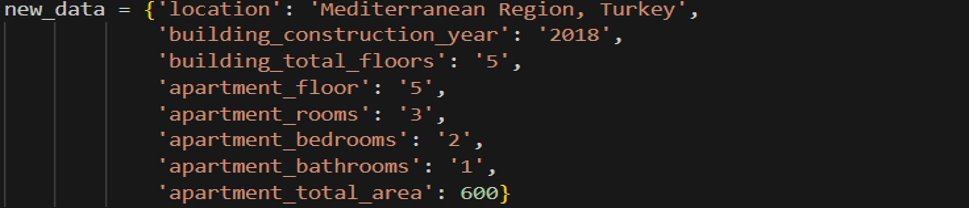 new_data = {'location': 'Mediterranean Region, Turkey',
'building_construction_year': '2018',
'building_total_floors': '5',
'apartment_floor': '5',
'apartment_rooms': '3',
'apartment_bedrooms': '2',
'apartment_bathrooms': '1',
'apartment_total_area': 600}